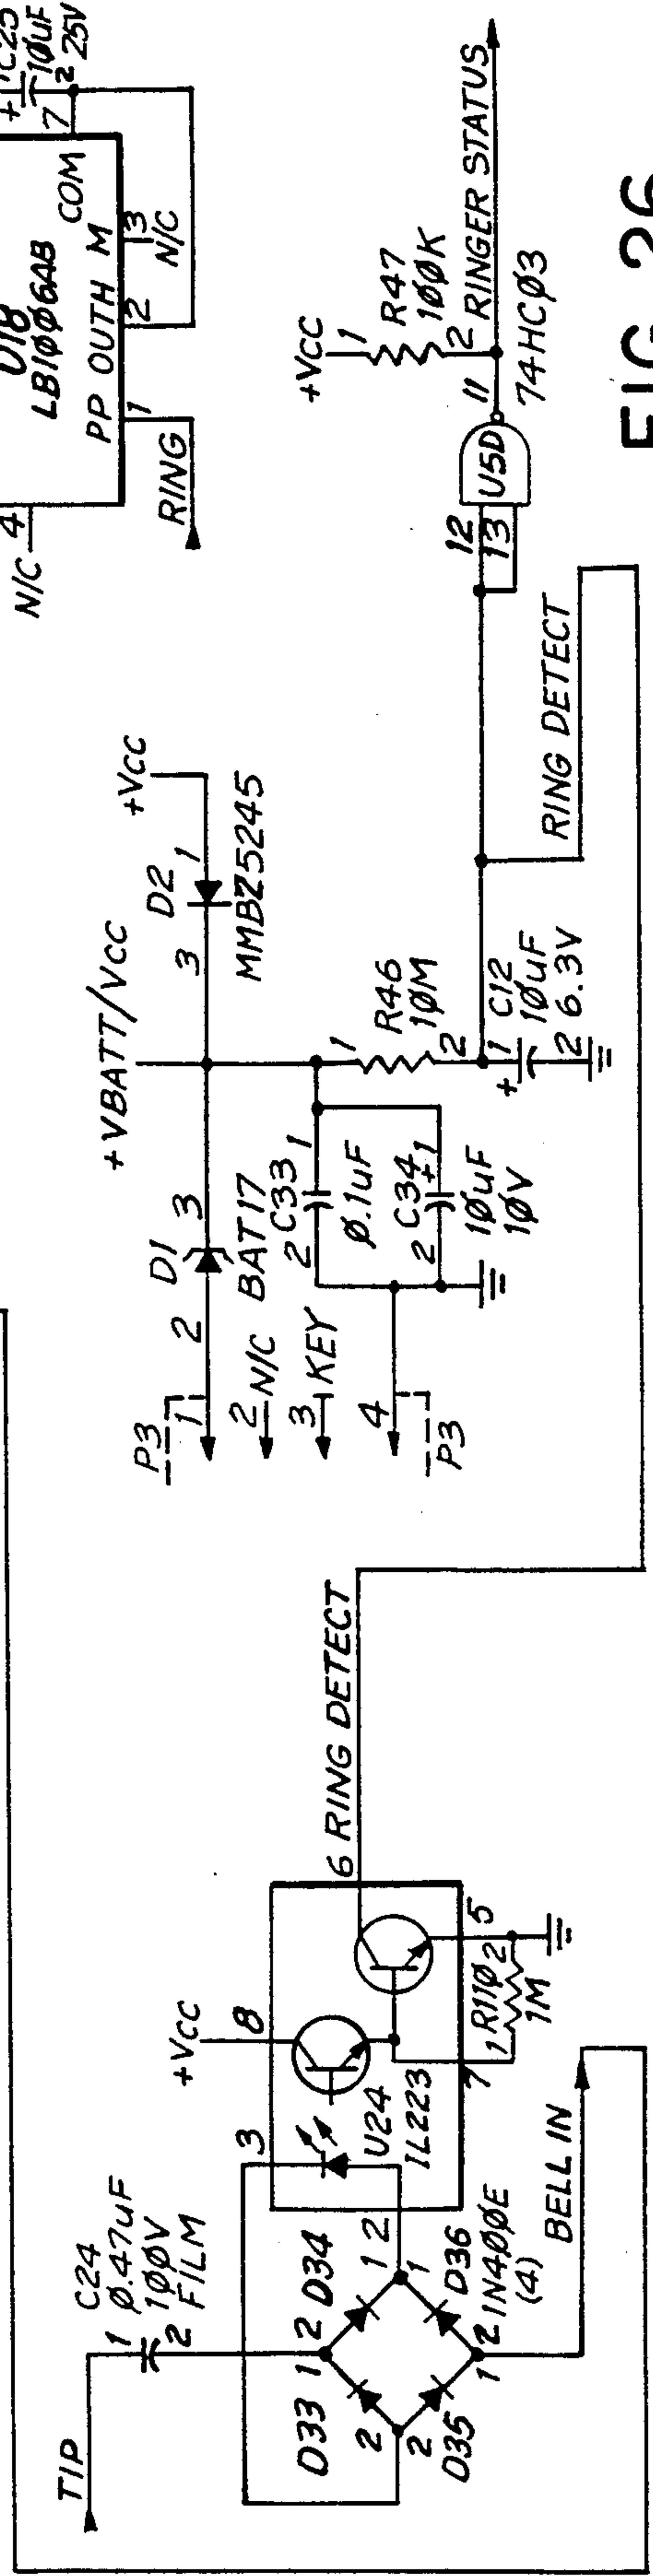 C25
10uF
25V
+
2
7
COM
U18
LB1006AB
PP OUTH M
1
2
3
N/C
N/C 4
RING
+VCC
1
R47
100K
2
RINGER STATUS
11
74HC03
U5D
12
13
FIG. 26
RING DETECT
+VCC
D2
1
3
MMBZ5245
+VBATT/VCC
R46
10M
1
2
C12
10uF
6.3V
+
1
2
D1
3
2
BAT17
C33
1
2
0.1uF
C34
+1
2
10uF
10V
P3
1
2 N/C
3 KEY
4
P3
6 RING DETECT
+VCC
8
3
U24
IL223
5
7
1 R110 2
1M
2
C24
0.47uF
100V
FILM
1
2
TIP
D33
1
2
D34
2
1
D35
2
1
D36
1
2
1N400E
(4)
BELL IN